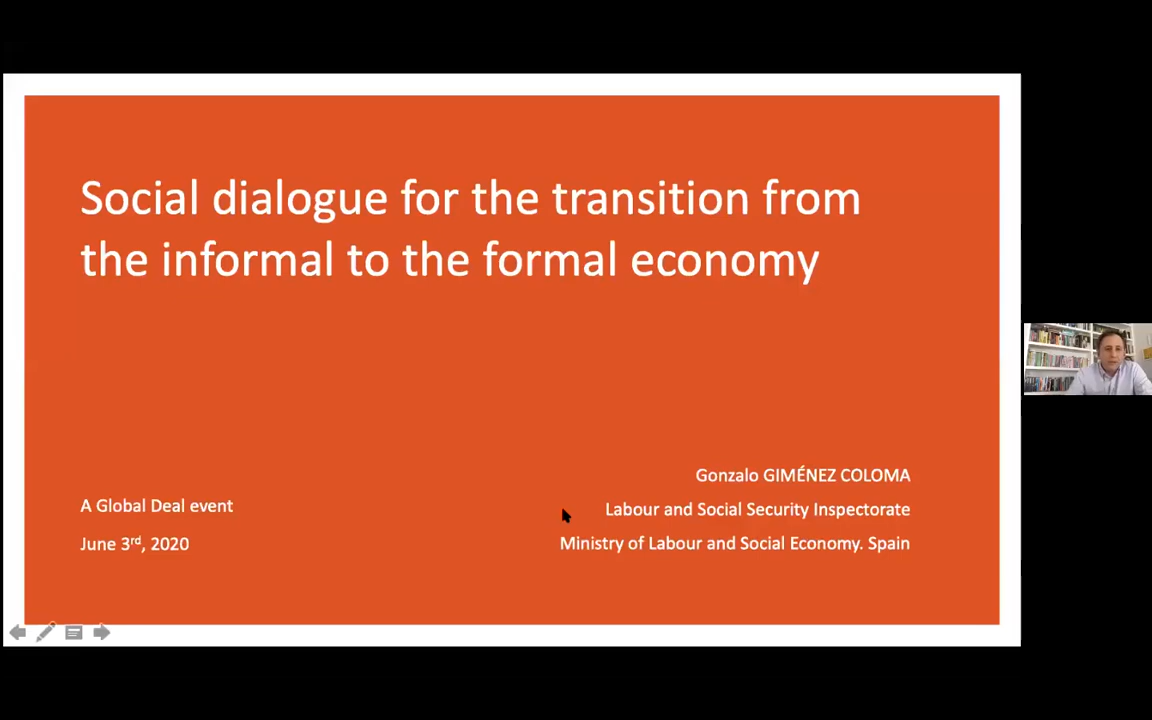 Social dialogue for the transition from
the informal to the formal economy
Gonzalo GIMÉNEZ COLOMA
A Global Deal event
Labour and Social Security Inspectorate
June 3rd, 2020
Ministry of Labour and Social Economy. Spain